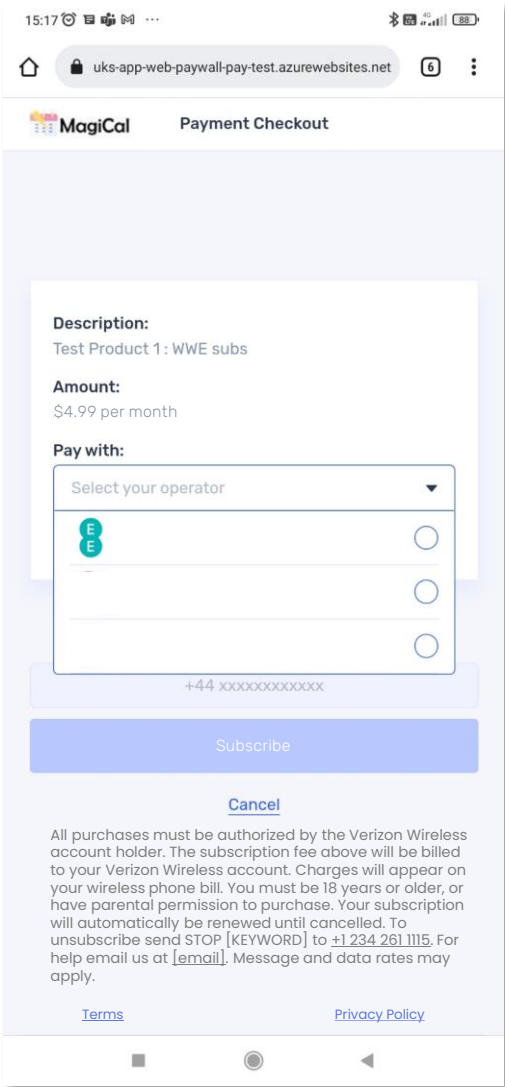 15:17
4G
88
uks-app-web-paywall-pay-test.azurewebsites.net
6
MagiCal
Payment Checkout
Description:
Test Product 1 : WWE subs
Amount:
$4.99 per month
Pay with:
Select your operator
E
E
+44 xxxxxxxxxxxx
Subscribe
Cancel
All purchases must be authorized by the Verizon Wireless
account holder. The subscription fee above will be billed
to your Verizon Wireless account. Charges will appear on
your wireless phone bill. You must be 18 years or older, or
have parental permission to purchase. Your subscription
will automatically be renewed until cancelled. To
unsubscribe send STOP [KEYWORD] to +1 234 261 1115. For
help email us at [email]. Message and data rates may
apply.
Terms
Privacy Policy